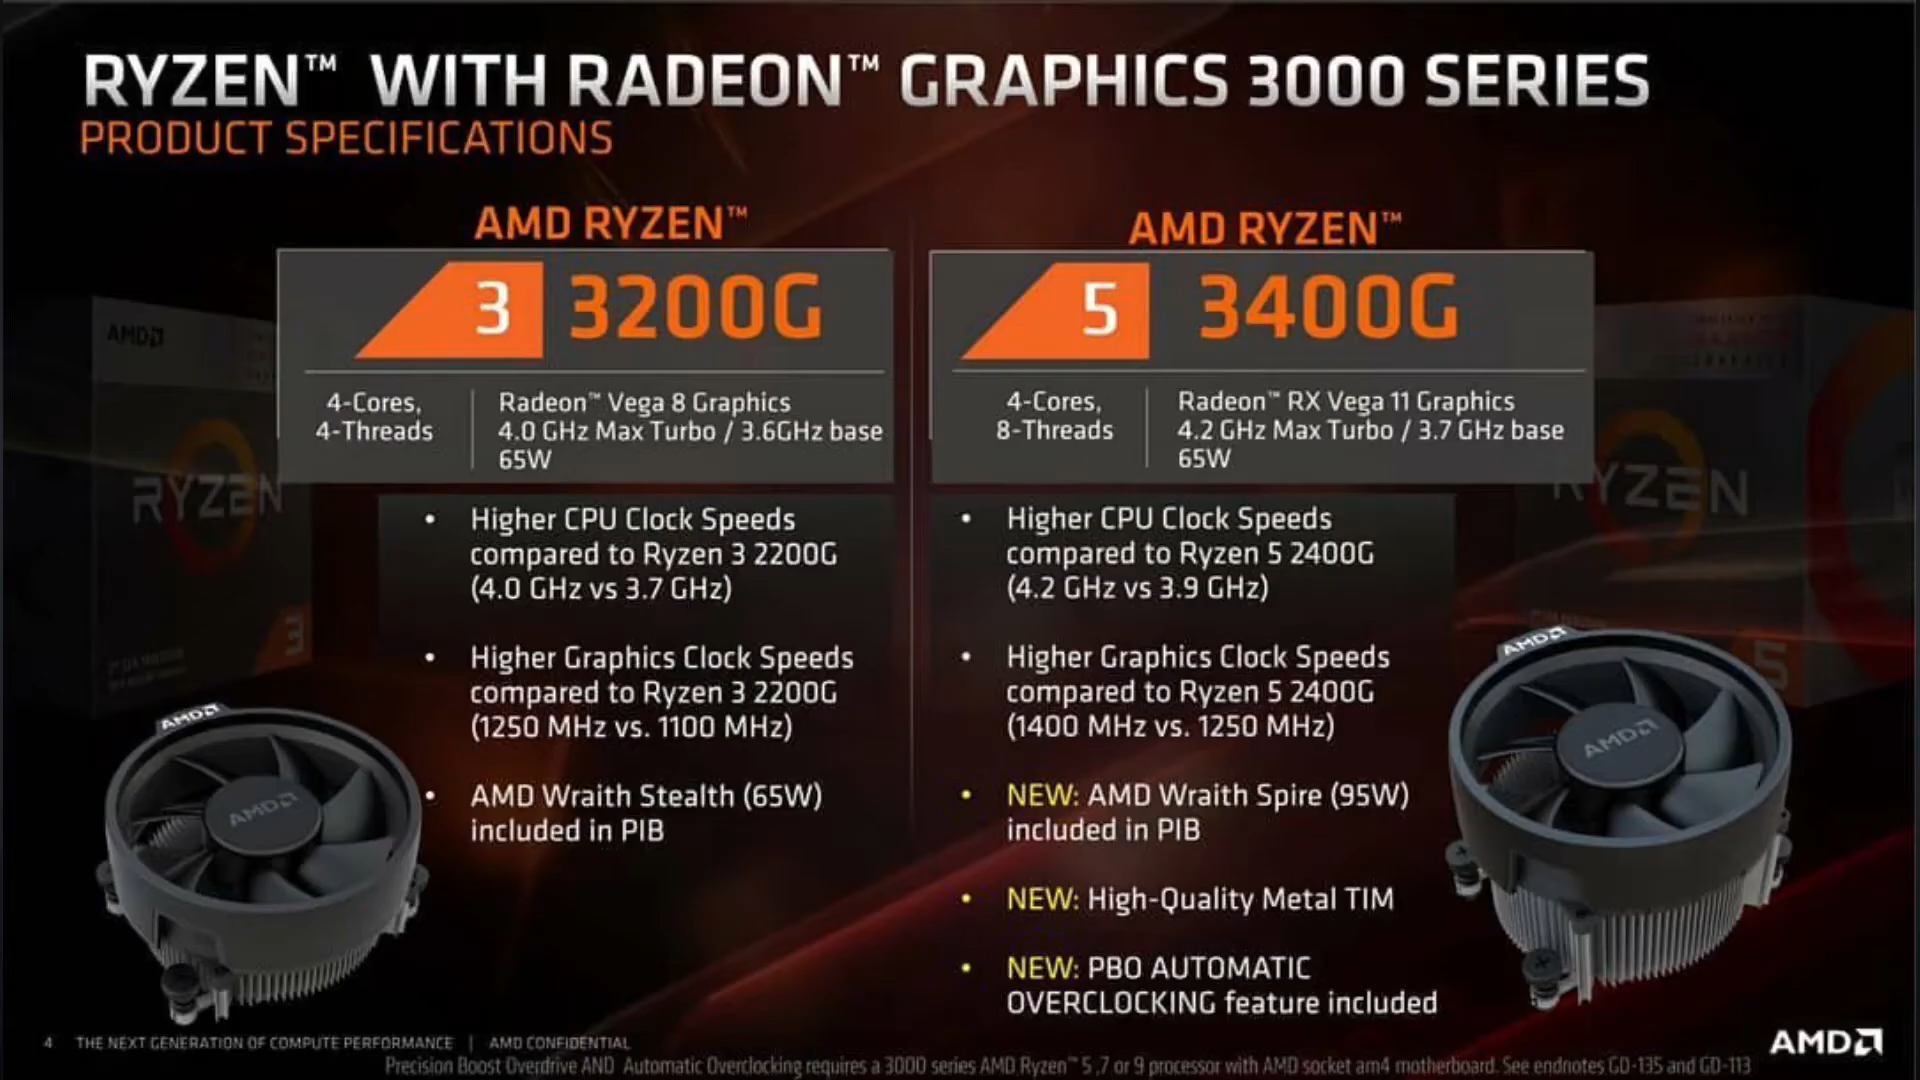 RYZEN™ WITH RADEON™ GRAPHICS 3000 SERIES
PRODUCT SPECIFICATIONS
AMD RYZEN™
3 3200G
4-Cores,
4-Threads
Radeon™ Vega 8 Graphics
4.0 GHz Max Turbo / 3.6GHz base
65W
• Higher CPU Clock Speeds
compared to Ryzen 3 2200G
(4.0 GHz vs 3.7 GHz)
• Higher Graphics Clock Speeds
compared to Ryzen 3 2200G
(1250 MHz vs. 1100 MHz)
• AMD Wraith Stealth (65W)
included in PIB
AMD RYZEN™
5 3400G
4-Cores,
8-Threads
Radeon™ RX Vega 11 Graphics
4.2 GHz Max Turbo / 3.7 GHz base
65W
• Higher CPU Clock Speeds
compared to Ryzen 5 2400G
(4.2 GHz vs 3.9 GHz)
• Higher Graphics Clock Speeds
compared to Ryzen 5 2400G
(1400 MHz vs. 1250 MHz)
• NEW: AMD Wraith Spire (95W)
included in PIB
• NEW: High-Quality Metal TIM
• NEW: PBO AUTOMATIC
OVERCLOCKING feature included
AMD
RYZEN
3
AMD
AMD
RYZEN
5
AMD
AMD
4 THE NEXT GENERATION OF COMPUTE PERFORMANCE | AMD CONFIDENTIAL
AMD
Precision Boost Overdrive AND Automatic Overclocking requires a 3000 series AMD Ryzen™ 5 ,7 or 9 processor with AMD socket am4 motherboard. See endnotes GD-135 and GD-113